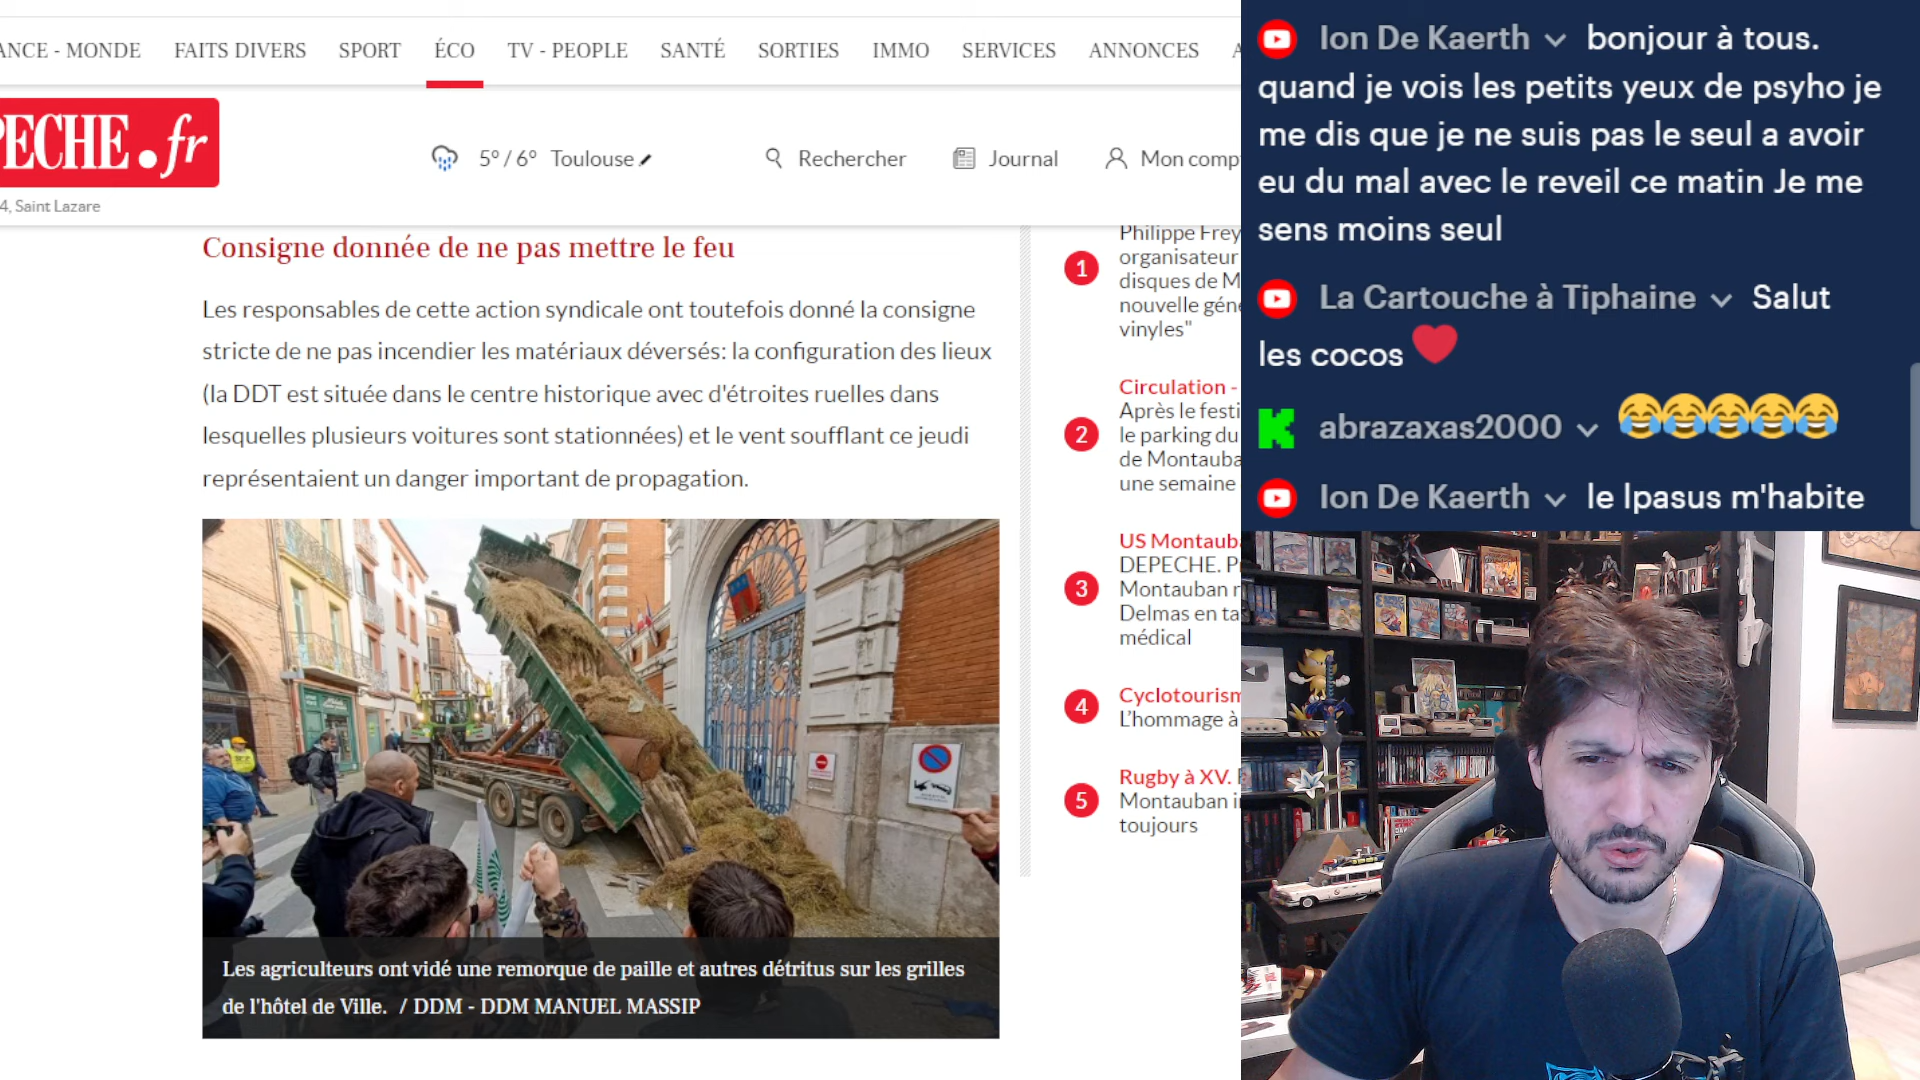 ANCE - MONDE
FAITS DIVERS
SPORT
ÉCO
TV - PEOPLE
SANTÉ
SORTIES
IMMO
SERVICES
ANNONCES
PECHE.fr
5° / 6° Toulouse
Rechercher
Journal
Mon comp
4, Saint Lazare
Consigne donnée de ne pas mettre le feu
Les responsables de cette action syndicale ont toutefois donné la consigne
stricte de ne pas incendier les matériaux déversés: la configuration des lieux
(la DDT est située dans le centre historique avec d'étroites ruelles dans
lesquelles plusieurs voitures sont stationnées) et le vent soufflant ce jeudi
représentaient un danger important de propagation.
Les agriculteurs ont vidé une remorque de paille et autres détritus sur les grilles
de l'hôtel de Ville. / DDM - DDM MANUEL MASSIP
1
Philippe Frey
organisateur
disques de M
nouvelle géné
vinyles"
2
Circulation -
Après le festi
le parking du
de Montauba
une semaine
3
US Montaub
DEPECHE. P
Montauban r
Delmas en ta
médical
4
Cyclotourism
L'hommage à
5
Rugby à XV.
Montauban i
toujours
Ion De Kaerth bonjour à tous.
quand je vois les petits yeux de psyho je
me dis que je ne suis pas le seul a avoir
eu du mal avec le reveil ce matin Je me
sens moins seul
La Cartouche à Tiphaine Salut
les cocos ❤️
abrazaxas2000 😂😂😂😂😂
Ion De Kaerth le lpasus m'habite